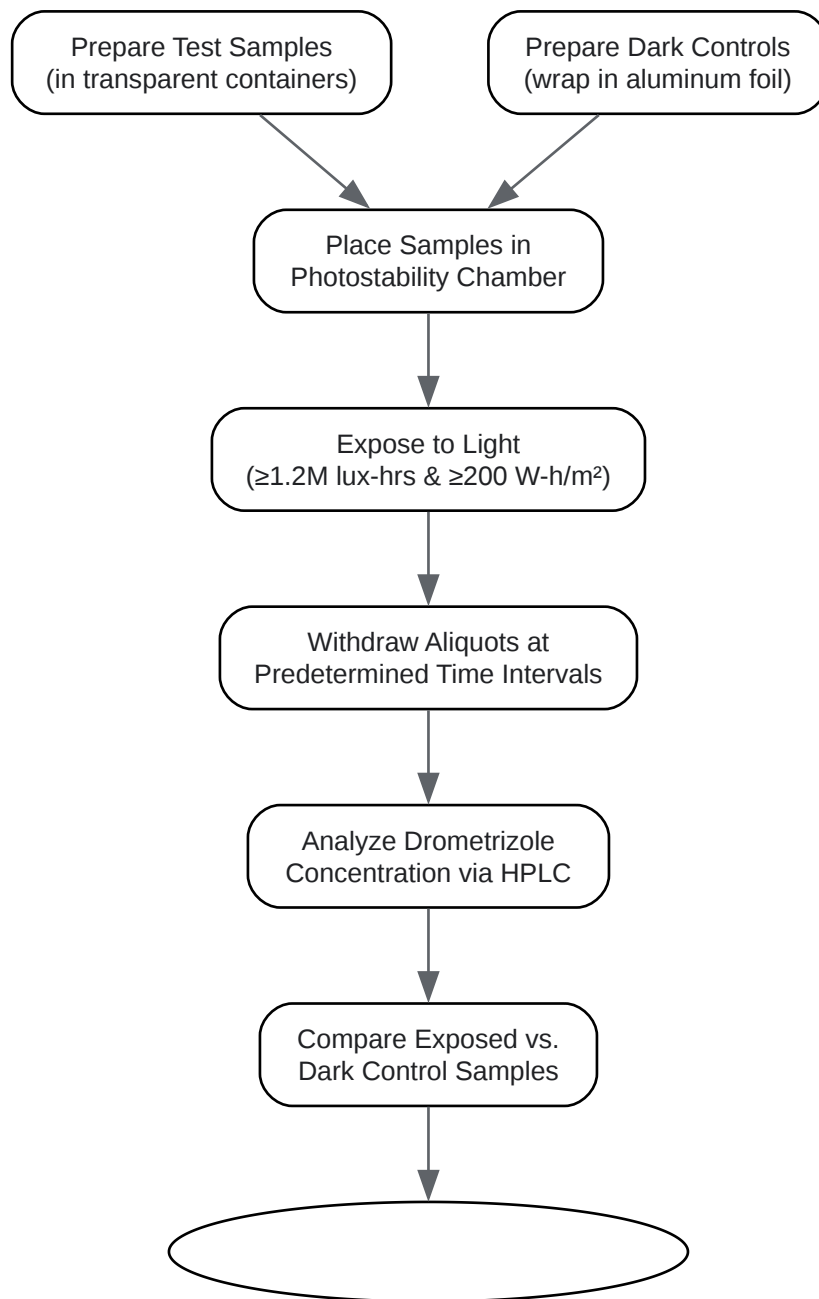 Prepare Test Samples
(in transparent containers)
Prepare Dark Controls
(wrap in aluminum foil)
Place Samples in
Photostability Chamber
Expose to Light
(≥1.2M lux-hrs & ≥200 W-h/m²)
Withdraw Aliquots at
Predetermined Time Intervals
Analyze Drometrizole
Concentration via HPLC
Compare Exposed vs.
Dark Control Samples